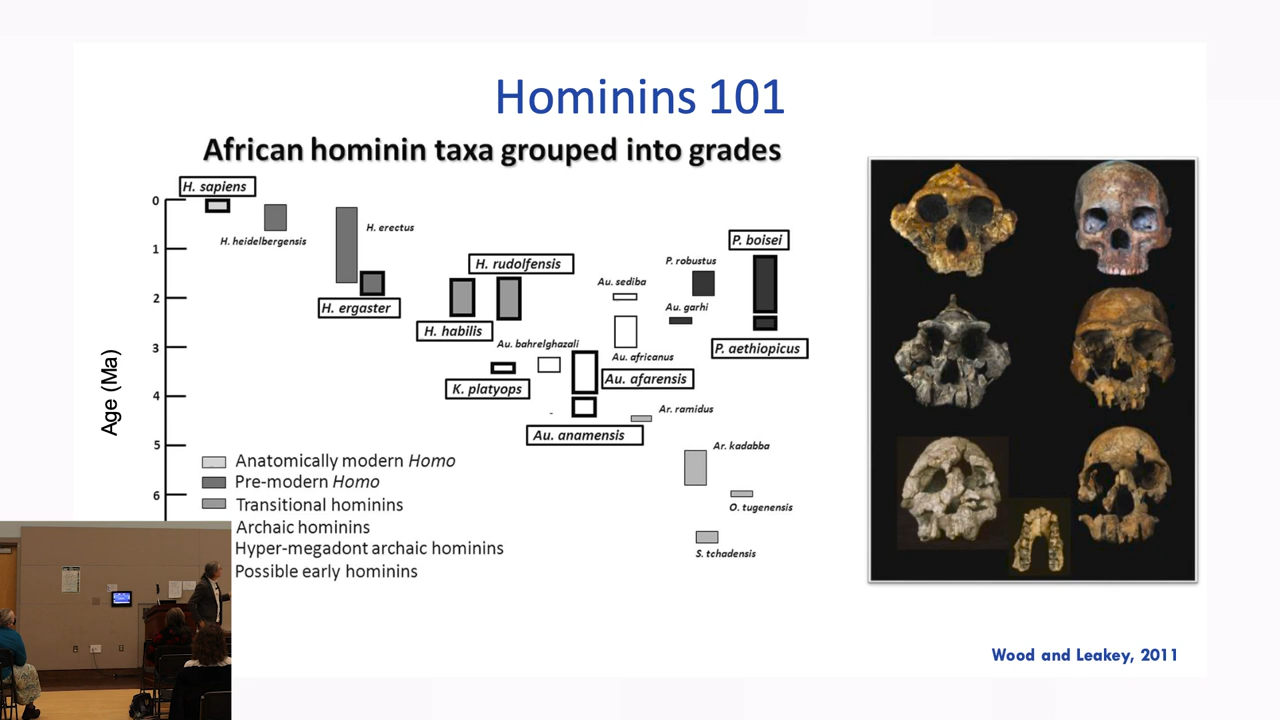 Hominins 101
African hominin taxa grouped into grades
H. sapiens
0
H. heidelbergensis
H. erectus
1
P. boisei
P. robustus
H. rudolfensis
Au. sediba
2
H. ergaster
Au. garhi
H. habilis
Au. bahrelghazali
3
Au. africanus
P. aethiopicus
K. platyops
Au. afarensis
4
Ar. ramidus
Au. anamensis
Age (Ma)
5
Ar. kadabba
Anatomically modern Homo
Pre-modern Homo
6
O. tugenensis
Transitional hominins
Archaic hominins
Hyper-megadont archaic hominins
S. tchadensis
Possible early hominins
Wood and Leakey, 2011